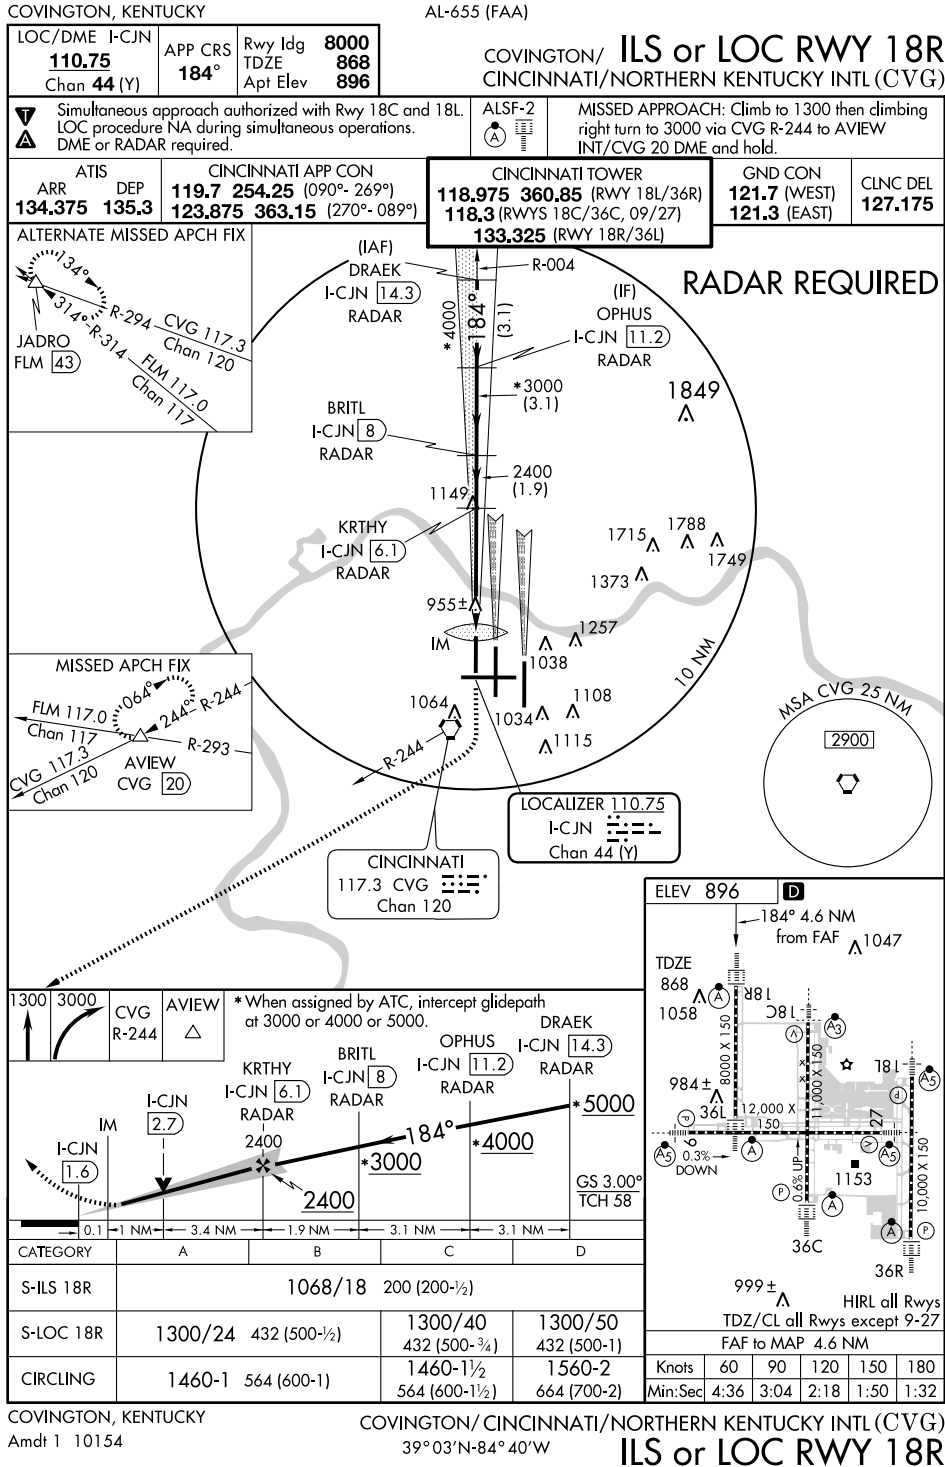 COVINGTON, KENTUCKY
AL-655 (FAA)
LOC/DME I-CJN
110.75
Chan 44 (Y)
APP CRS
184°
Rwy ldg 8000
TDZE 868
Apt Elev 896
COVINGTON/ ILS or LOC RWY 18R
CINCINNATI/NORTHERN KENTUCKY INTL (CVG)
T
A
Simultaneous approach authorized with Rwy 18C and 18L.
LOC procedure NA during simultaneous operations.
DME or RADAR required.
ALSF-2
A
MISSED APPROACH: Climb to 1300 then climbing
right turn to 3000 via CVG R-244 to AVIEW
INT/CVG 20 DME and hold.
ATIS
ARR DEP
134.375 135.3
CINCINNATI APP CON
119.7 254.25 (090°- 269°)
123.875 363.15 (270°- 089°)
CINCINNATI TOWER
118.975 360.85 (RWY 18L/36R)
118.3 (RWYS 18C/36C, 09/27)
133.325 (RWY 18R/36L)
GND CON
121.7 (WEST)
121.3 (EAST)
CLNC DEL
127.175
ALTERNATE MISSED APCH FIX
134°
314°
R-294
CVG 117.3
Chan 120
R-314
FLM 117.0
Chan 117
JADRO
FLM 43
(IAF)
DRAEK
I-CJN 14.3
RADAR
R-004
*4000
184°
(3.1)
(IF)
OPHUS
I-CJN 11.2
RADAR
RADAR REQUIRED
*3000
(3.1)
1849
BRITL
I-CJN 8
RADAR
2400
(1.9)
1149
KRTHY
I-CJN 6.1
RADAR
1715
1788
1749
1373
955±
IM
1257
1038
10 NM
1064
1034
1108
1115
R-244
MISSED APCH FIX
064°
244°
R-244
FLM 117.0
Chan 117
R-293
CVG 117.3
Chan 120
AVIEW
CVG 20
MSA CVG 25 NM
2900
LOCALIZER 110.75
I-CJN
Chan 44 (Y)
CINCINNATI
117.3 CVG
Chan 120
ELEV 896
D
184° 4.6 NM
from FAF
1047
TDZE
868
1058
A
18R
18C
A3
V
8000 X 150
11,000 X 150
18L
A5
984±
36L
P
12,000 X
150
27
P
9
A5
0.3%
DOWN
A
V
A5
0.6% UP
1153
10,000 X 150
P
A
A
P
36C
36R
999±
HIRL all Rwys
TDZ/CL all Rwys except 9-27
FAF to MAP 4.6 NM
Knots 60 90 120 150 180
Min:Sec 4:36 3:04 2:18 1:50 1:32
1300
3000
CVG
R-244
AVIEW
*When assigned by ATC, intercept glidepath
at 3000 or 4000 or 5000.
DRAEK
I-CJN 14.3
RADAR
OPHUS
I-CJN 11.2
RADAR
BRITL
I-CJN 8
RADAR
KRTHY
I-CJN 6.1
RADAR
I-CJN
2.7
IM
I-CJN
1.6
2400
184°
*5000
*4000
*3000
2400
GS 3.00°
TCH 58
0.1 1 NM 3.4 NM 1.9 NM 3.1 NM 3.1 NM
CATEGORY A B C D
S-ILS 18R 1068/18 200 (200-½)
S-LOC 18R 1300/24 432 (500-½) 1300/40 432 (500-¾) 1300/50 432 (500-1)
CIRCLING 1460-1 564 (600-1) 1460-1½ 564 (600-1½) 1560-2 664 (700-2)
COVINGTON, KENTUCKY
Amdt 1 10154
COVINGTON/ CINCINNATI/NORTHERN KENTUCKY INTL (CVG)
39°03'N-84°40'W
ILS or LOC RWY 18R